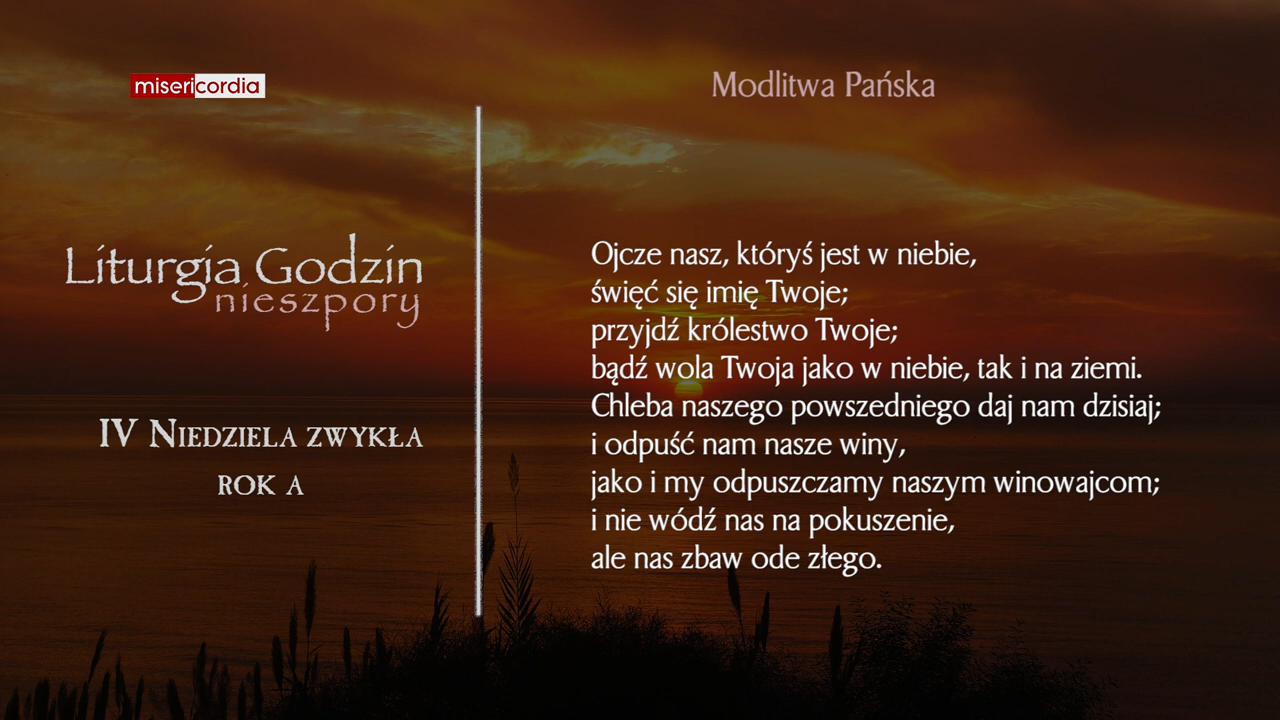 misericordia
Liturgia Godzin
nieszpory
IV Niedziela zwykła
rok A
Modlitwa Pańska
Ojcze nasz, któryś jest w niebie,
święć się imię Twoje;
przyjdź królestwo Twoje;
bądź wola Twoja jako w niebie, tak i na ziemi.
Chleba naszego powszedniego daj nam dzisiaj;
i odpuść nam nasze winy,
jako i my odpuszczamy naszym winowajcom;
i nie wódź nas na pokuszenie,
ale nas zbaw ode złego.